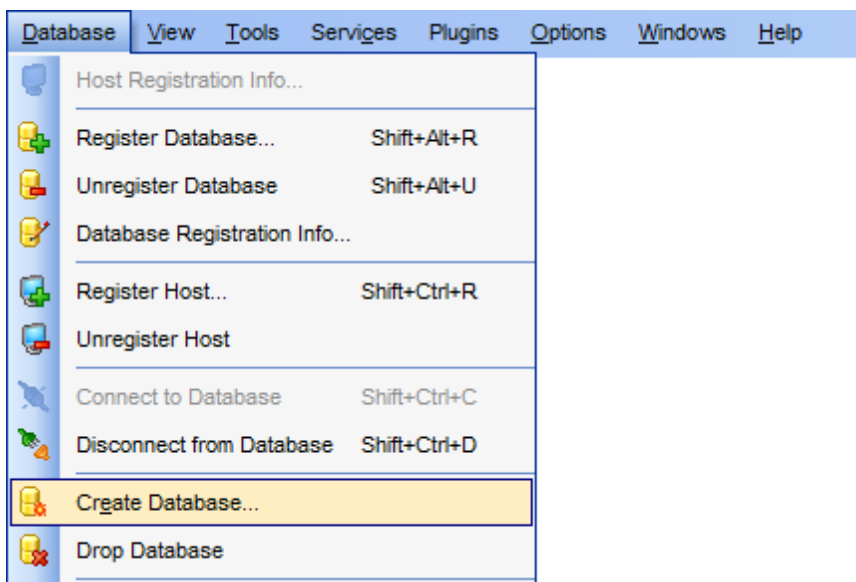 Database View Tools Services Plugins Options Windows Help
Host Registration Info...
Register Database... Shift+Alt+R
Unregister Database Shift+Alt+U
Database Registration Info...
Register Host... Shift+Ctrl+R
Unregister Host
Connect to Database Shift+Ctrl+C
Disconnect from Database Shift+Ctrl+D
Create Database...
Drop Database